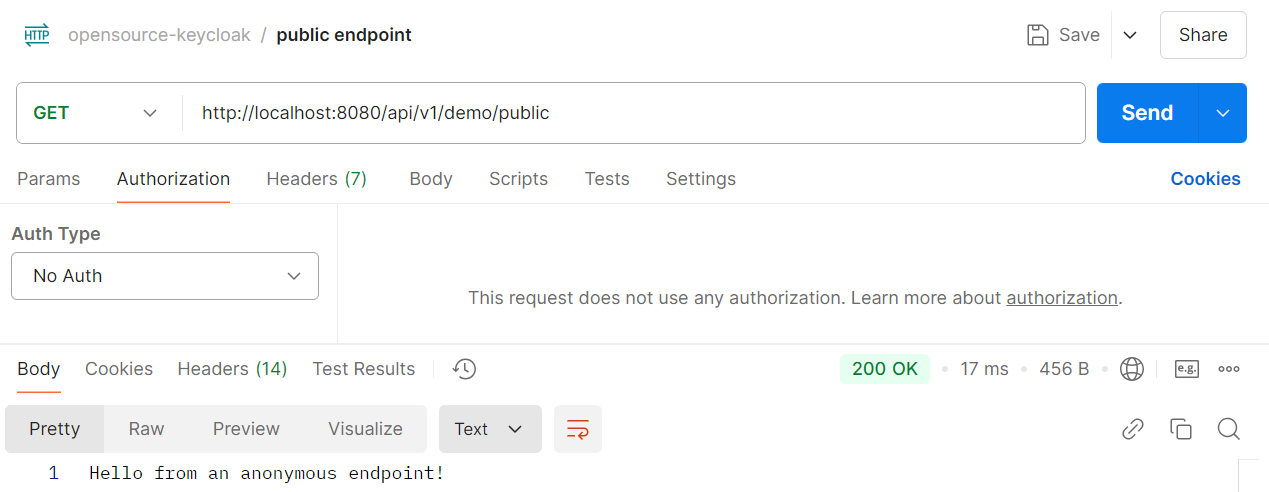 HTTP opensource-keycloak / public endpoint Save Share
GET http://localhost:8080/api/v1/demo/public Send
Params Authorization Headers (7) Body Scripts Tests Settings Cookies
Auth Type
No Auth
This request does not use any authorization. Learn more about authorization.
Body Cookies Headers (14) Test Results 200 OK 17 ms 456 B e.g.
Pretty Raw Preview Visualize Text
1 Hello from an anonymous endpoint!